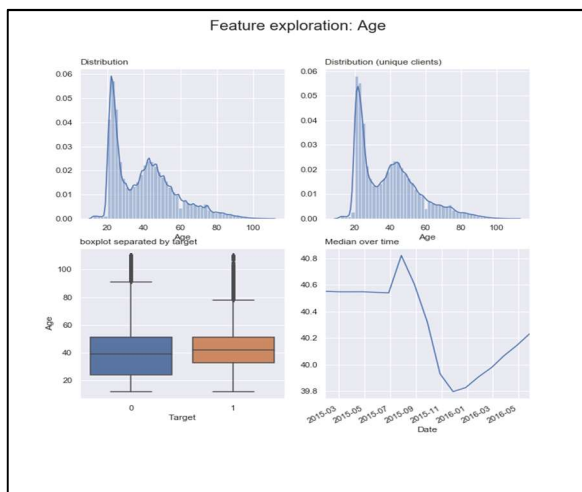 Feature exploration: Age
Distribution
Distribution (unique clients)
0.06
0.05
0.04
0.03
0.02
0.01
0.00
20 40 60 80 100
Age
0.06
0.05
0.04
0.03
0.02
0.01
0.00
20 40 60 80 100
Age
boxplot separated by target
Median over time
Age
100
80
60
40
20
0 1
Target
40.8
40.6
40.4
40.2
40.0
39.8
2015-03 2015-05 2015-07 2015-09 2015-11 2016-01 2016-03 2016-05
Date